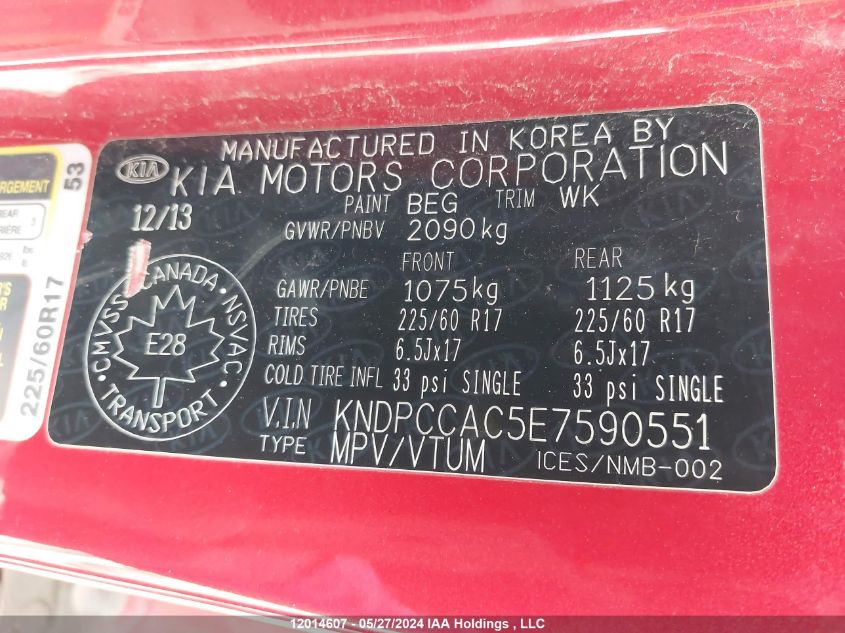 MANUFACTURED IN KOREA BY
KIA KIA MOTORS CORPORATION
12/13 PAINT BEG TRIM WK
GVWR/PNBV 2090kg
FRONT REAR
GAWR/PNBE 1075kg 1125kg
TIRES 225/60 R17 225/60 R17
RIMS 6.5Jx17 6.5Jx17
COLD TIRE INFL 33 psi SINGLE 33 psi SINGLE
V.I.N KNDPCCAC5E7590551
TYPE MPV/VTUM ICES/NMB-002
CANADA
CMVSS NSVAC
E28
TRANSPORT
53
225/60R17
RGEMENT
12014607 - 05/27/2024 IAA Holdings , LLC